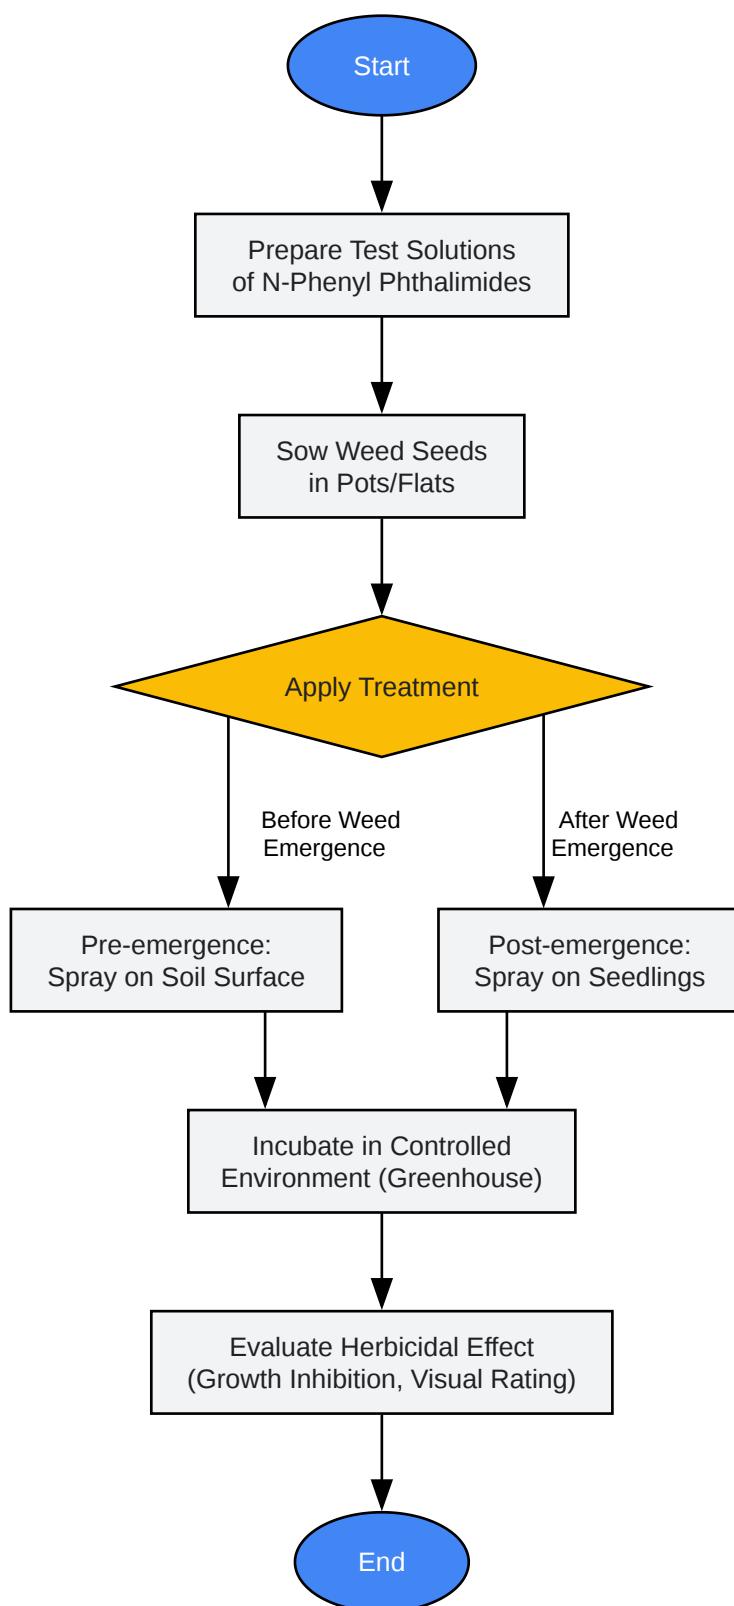 Start
Prepare Test Solutions
of N-Phenyl Phthalimides
Sow Weed Seeds
in Pots/Flats
Apply Treatment
Before Weed
Emergence
After Weed
Emergence
Pre-emergence:
Spray on Soil Surface
Post-emergence:
Spray on Seedlings
Incubate in Controlled
Environment (Greenhouse)
Evaluate Herbicidal Effect
(Growth Inhibition, Visual Rating)
End